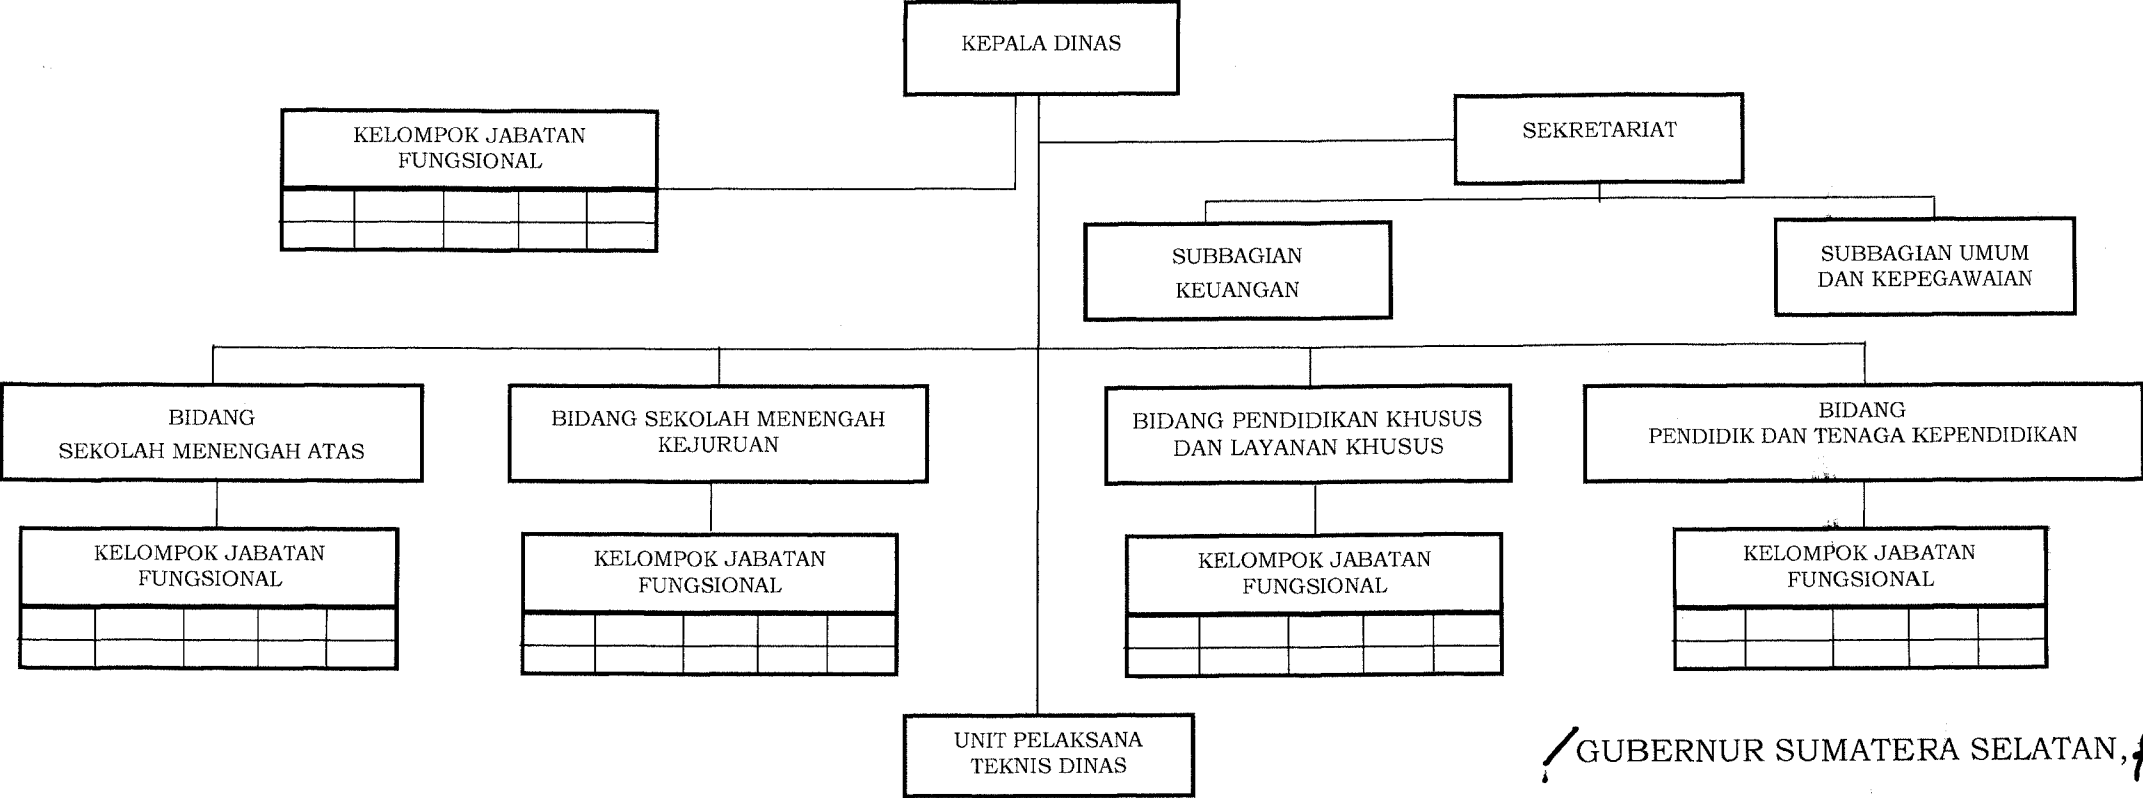 KEPALA DINAS
KELOMPOK JABATAN
FUNGSIONAL
SEKRETARIAT
SUBBAGIAN
KEUANGAN
SUBBAGIAN UMUM
DAN KEPEGAWAIAN
BIDANG
SEKOLAH MENENGAH ATAS
BIDANG SEKOLAH MENENGAH
KEJURUAN
BIDANG PENDIDIKAN KHUSUS
DAN LAYANAN KHUSUS
BIDANG
PENDIDIK DAN TENAGA KEPENDIDIKAN
KELOMPOK JABATAN
FUNGSIONAL
KELOMPOK JABATAN
FUNGSIONAL
KELOMPOK JABATAN
FUNGSIONAL
KELOMPOK JABATAN
FUNGSIONAL
UNIT PELAKSANA
TEKNIS DINAS
GUBERNUR SUMATERA SELATAN,